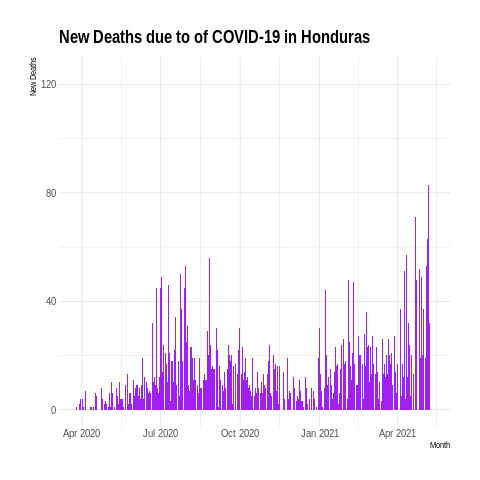 New Deaths due to of COVID-19 in Honduras
New Deaths
120
80
40
0
Apr 2020 Jul 2020 Oct 2020 Jan 2021 Apr 2021
Month